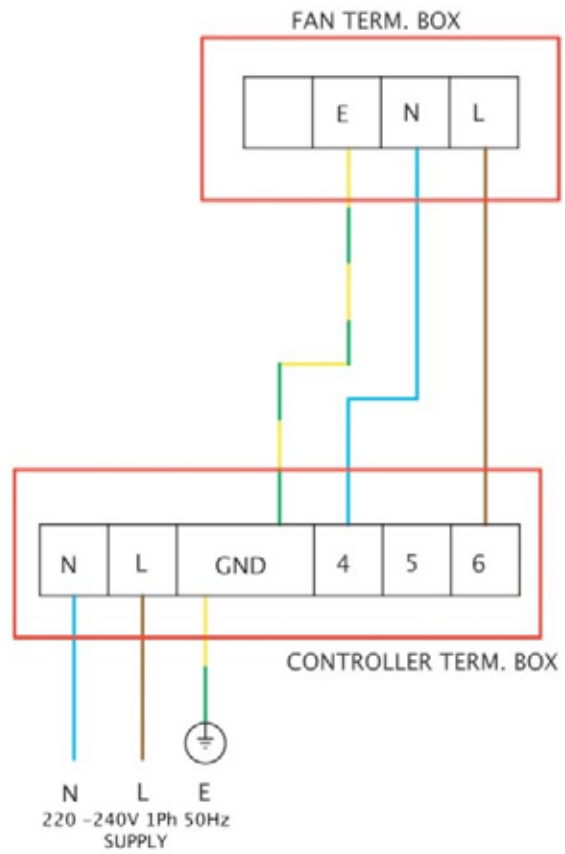 FAN TERM. BOX
E N L
N L GND 4 5 6
CONTROLLER TERM. BOX
N L E
220 -240V 1Ph 50Hz
SUPPLY